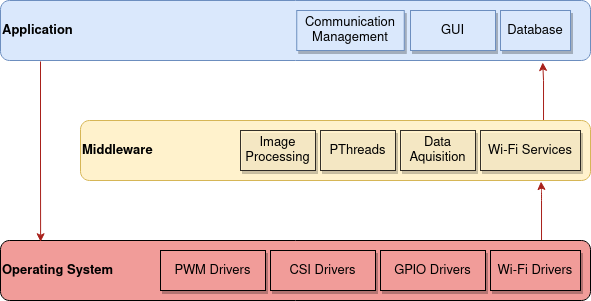 Application
Communication
Management
GUI
Database
Middleware
Image
Processing
PThreads
Data
Aquisition
Wi-Fi Services
Operating System
PWM Drivers
CSI Drivers
GPIO Drivers
Wi-Fi Drivers